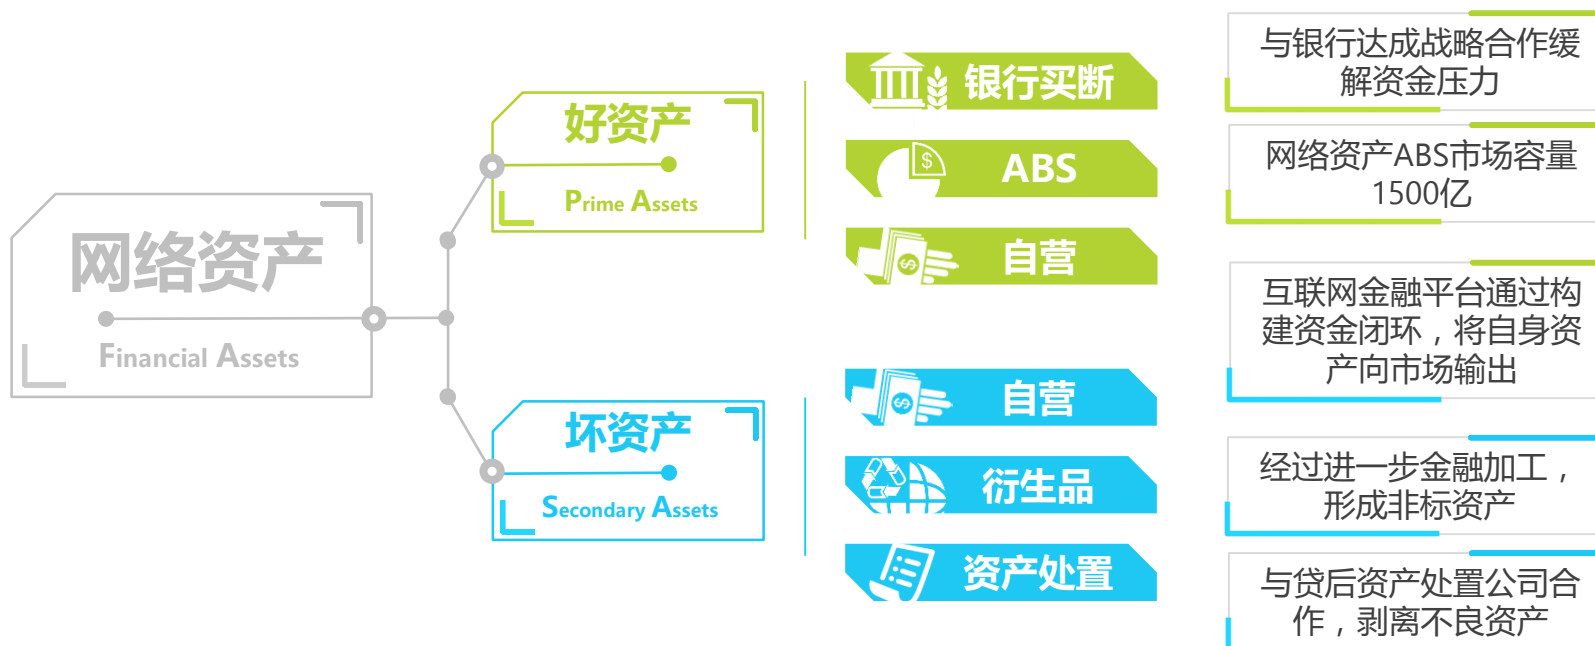 网络资产
Financial Assets
好资产
Prime Assets
银行买断
与银行达成战略合作缓
解资金压力
$
ABS
网络资产ABS市场容量
1500亿
$
自营
互联网金融平台通过构
建资金闭环，将自身资
产向市场输出
坏资产
Secondary Assets
$
自营
衍生品
经过进一步金融加工，
形成非标资产
资产处置
与贷后资产处置公司合
作，剥离不良资产